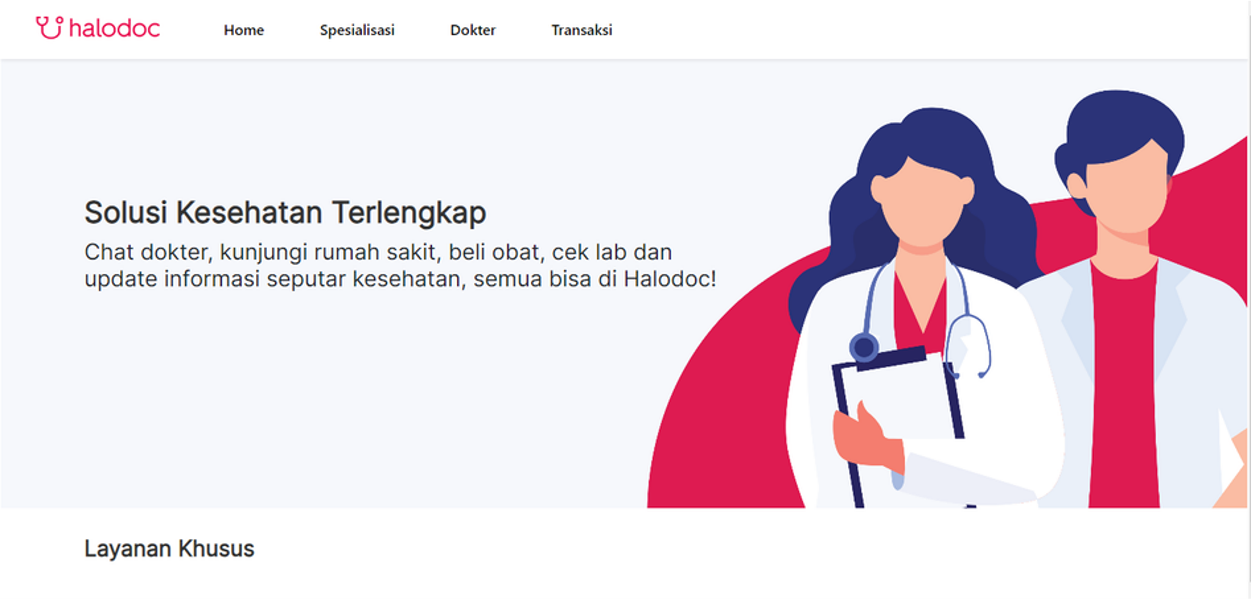 halodoc Home Spesialisasi Dokter Transaksi
Solusi Kesehatan Terlengkap
Chat dokter, kunjungi rumah sakit, beli obat, cek lab dan
update informasi seputar kesehatan, semua bisa di Halodoc!
Layanan Khusus